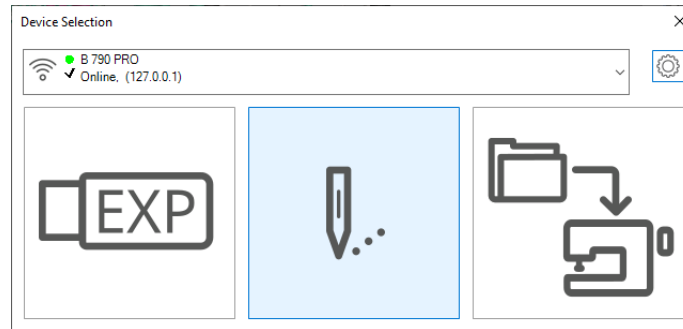 Device Selection
B 790 PRO
Online, (127.0.0.1)
EXP